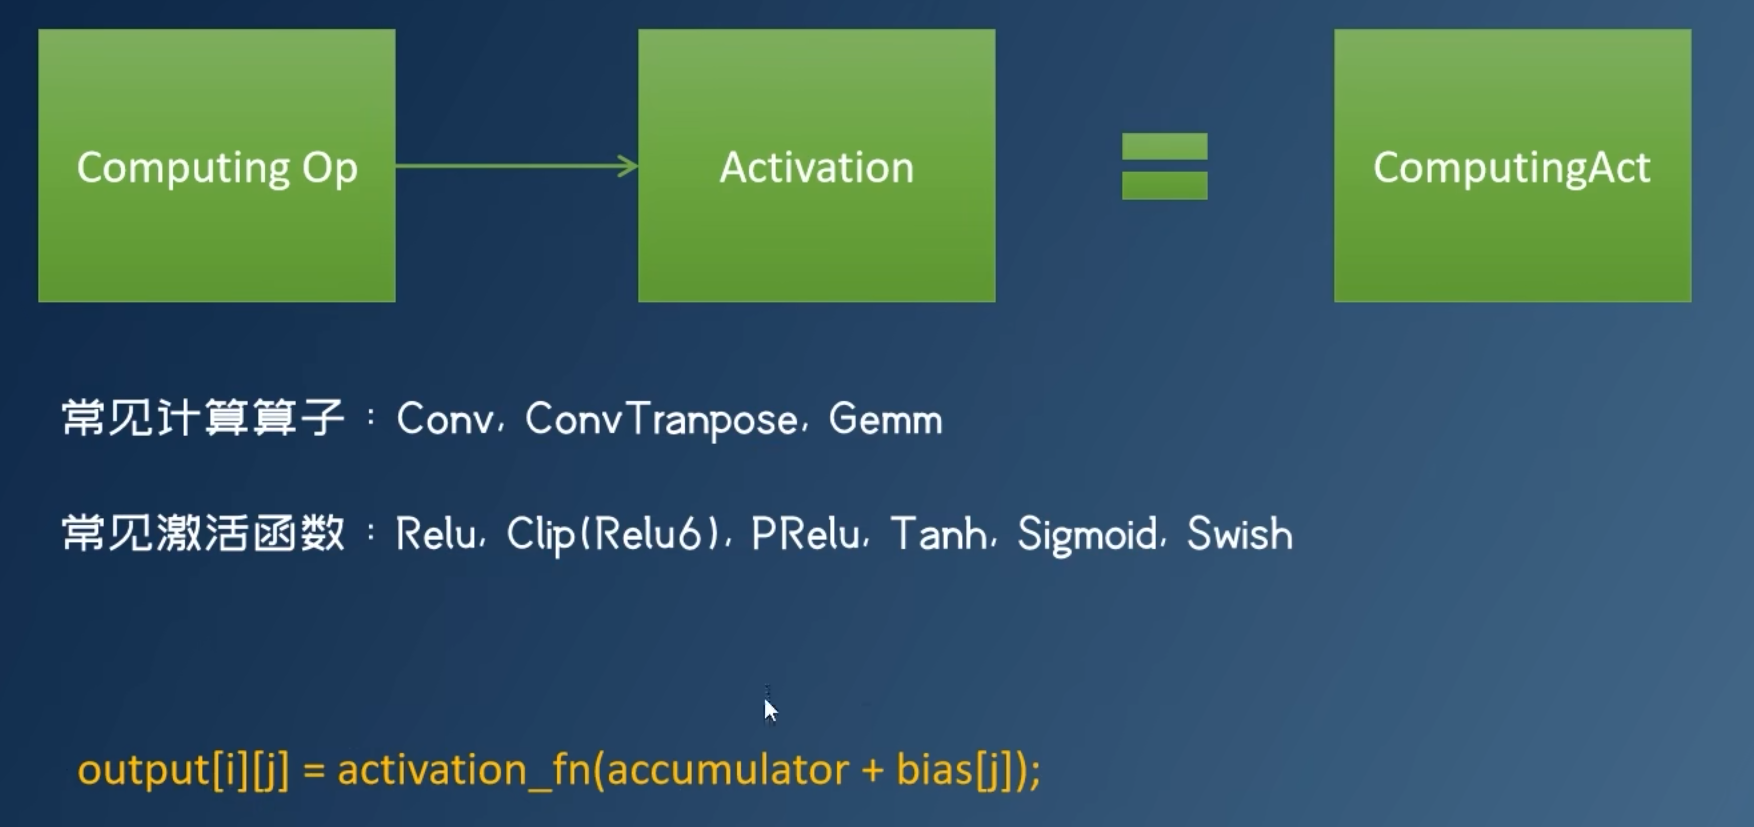 Computing Op
Activation
ComputingAct
常见计算算子：Conv, ConvTranpose, Gemm
常见激活函数：Relu, Clip(Relu6), PRelu, Tanh, Sigmoid, Swish
output[i][j] = activation_fn(accumulator + bias[j]);